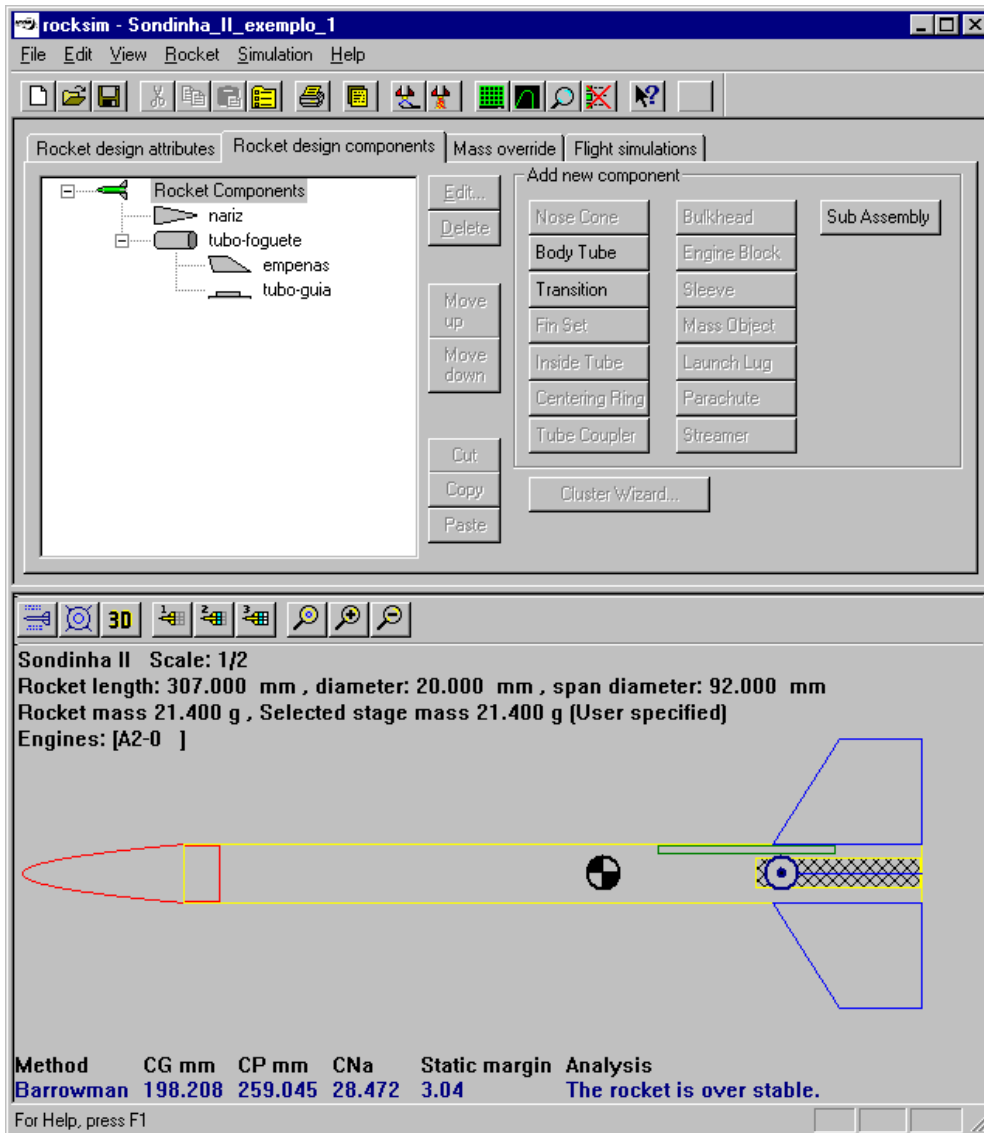 rocksim - Sondinha_II_exemplo_1
File Edit View Rocket Simulation Help
Rocket design attributes Rocket design components Mass override Flight simulations
Rocket Components
nariz
tubo-foguete
empenas
tubo-guia
Edit...
Delete
Move up
Move down
Cut
Copy
Paste
Add new component
Nose Cone Bulkhead Sub Assembly
Body Tube Engine Block
Transition Sleeve
Fin Set Mass Object
Inside Tube Launch Lug
Centering Ring Parachute
Tube Coupler Streamer
Cluster Wizard...
3D 1 2 3
Sondinha II Scale: 1/2
Rocket length: 307.000 mm , diameter: 20.000 mm , span diameter: 92.000 mm
Rocket mass 21.400 g , Selected stage mass 21.400 g (User specified)
Engines: [A2-0 ]
Method CG mm CP mm CNa Static margin Analysis
Barrowman 198.208 259.045 28.472 3.04 The rocket is over stable.
For Help, press F1